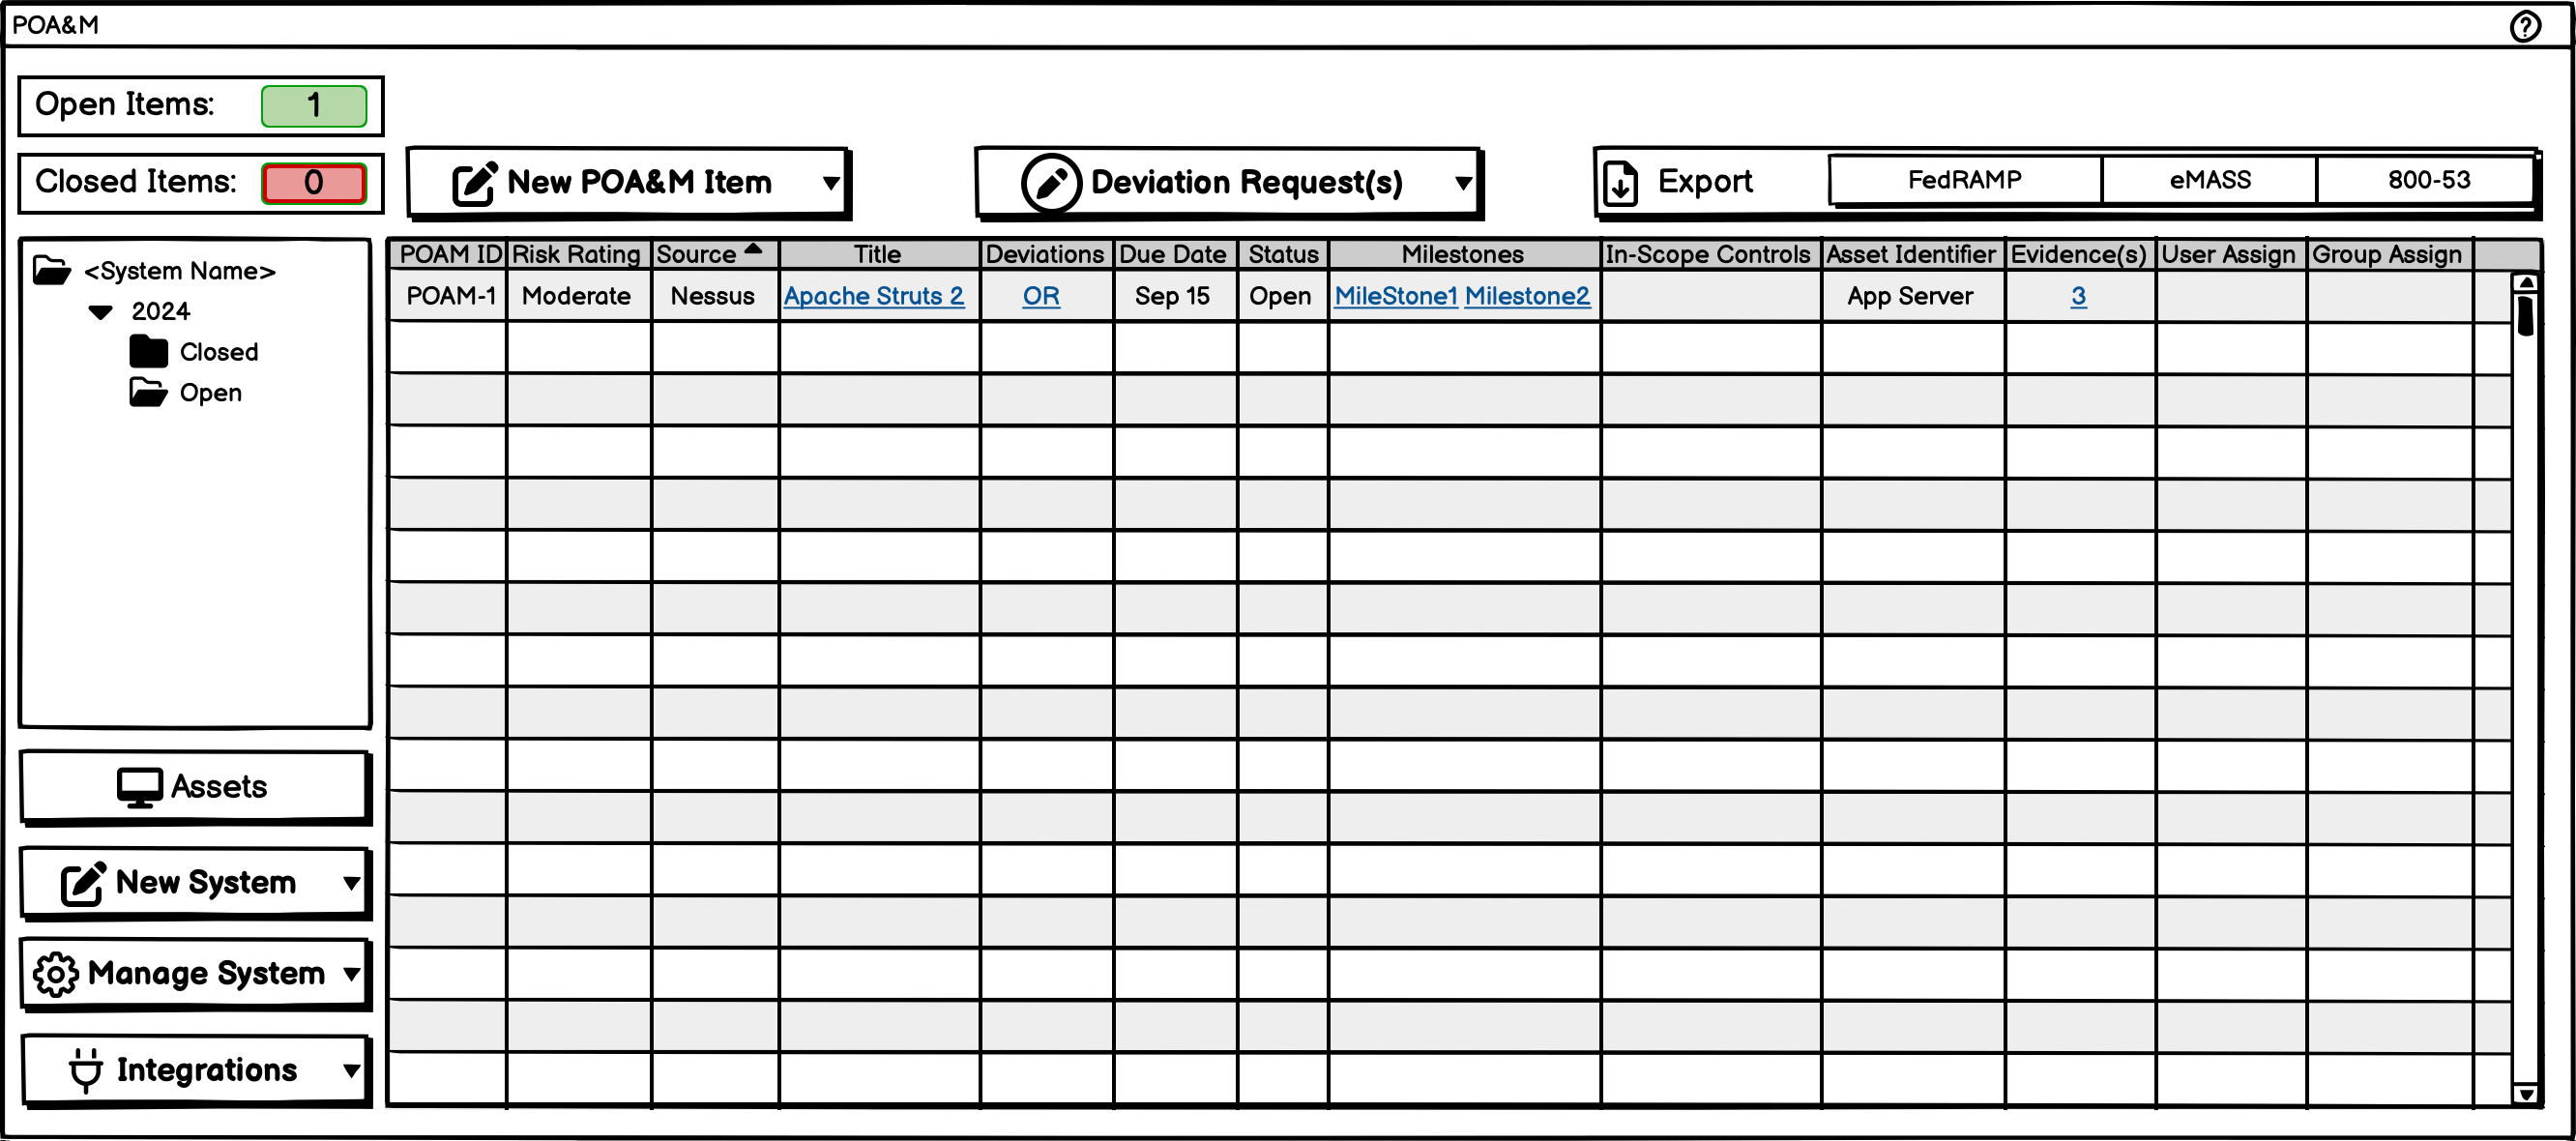 POA&M
Open Items: 1
Closed Items: 0
New POA&M Item
Deviation Request(s)
Export FedRAMP eMASS 800-53
<System Name>
2024
Closed
Open
POAM ID Risk Rating Source Title Deviations Due Date Status Milestones In-Scope Controls Asset Identifier Evidence(s) User Assign Group Assign
POAM-1 Moderate Nessus Apache Struts 2 OR Sep 15 Open MileStone1 Milestone2 App Server 3
Assets
New System
Manage System
Integrations